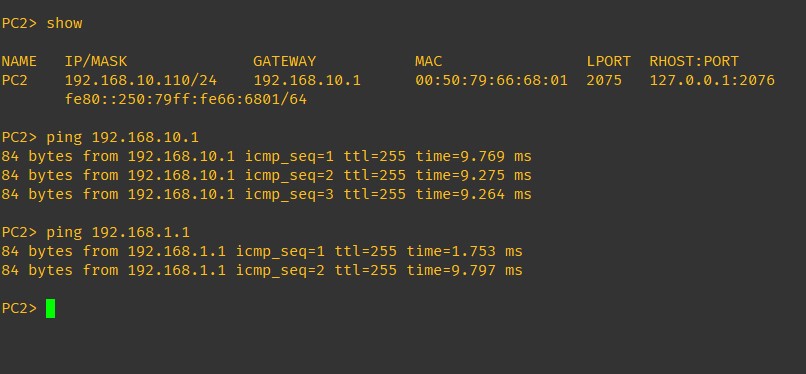 PC2> show
NAME   IP/MASK              GATEWAY           MAC                LPORT  RHOST:PORT
PC2    192.168.10.110/24    192.168.10.1      00:50:79:66:68:01  2075   127.0.0.1:2076
       fe80::250:79ff:fe66:6801/64
PC2> ping 192.168.10.1
84 bytes from 192.168.10.1 icmp_seq=1 ttl=255 time=9.769 ms
84 bytes from 192.168.10.1 icmp_seq=2 ttl=255 time=9.275 ms
84 bytes from 192.168.10.1 icmp_seq=3 ttl=255 time=9.264 ms
PC2> ping 192.168.1.1
84 bytes from 192.168.1.1 icmp_seq=1 ttl=255 time=1.753 ms
84 bytes from 192.168.1.1 icmp_seq=2 ttl=255 time=9.797 ms
PC2>